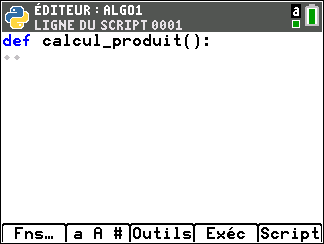 ÉDITEUR : ALGO1
LIGNE DU SCRIPT 0001
a
def calcul_produit():
Fns… a A # Outils Exéc Script